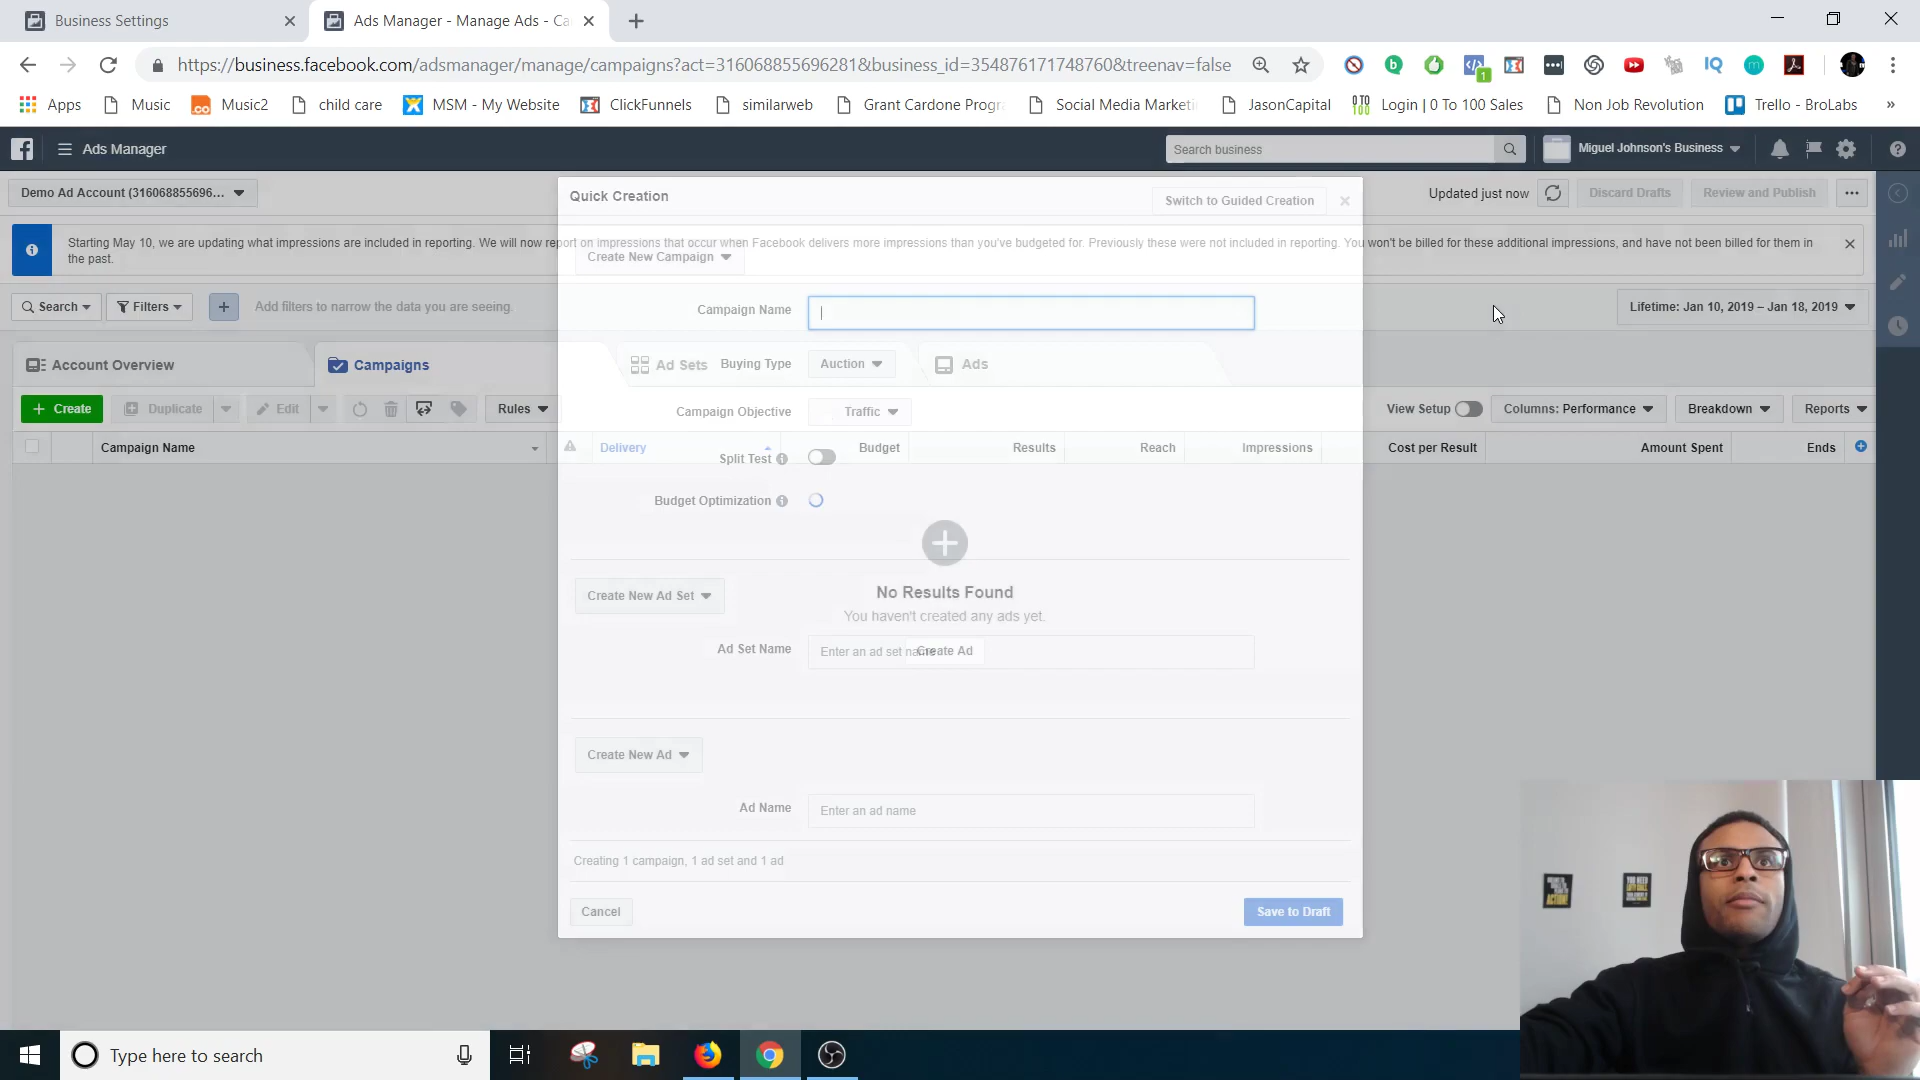 Business Settings
Ads Manager - Manage Ads - Ca
https://business.facebook.com/adsmanager/manage/campaigns?act=316068855696281&business_id=354876171748760&treenav=false
Apps
Music
Music2
child care
MSM - My Website
ClickFunnels
similarweb
Grant Cardone Progra
Social Media Marketi
JasonCapital
Login | 0 To 100 Sales
Non Job Revolution
Trello - BroLabs
»
Ads Manager
Search business
Miguel Johnson's Business
Demo Ad Account (316068855696...
Updated just now
Discard Drafts
Review and Publish
Quick Creation
Switch to Guided Creation
Starting May 10, we are updating what impressions are included in reporting. We will now report on impressions that occur when Facebook delivers more impressions than you've budgeted for. Previously these were not included in reporting. You won't be billed for these additional impressions, and have not been billed for them in
the past.
Create New Campaign
Search
Filters
Add filters to narrow the data you are seeing.
Campaign Name
Lifetime: Jan 10, 2019 – Jan 18, 2019
Account Overview
Campaigns
Ad Sets
Buying Type
Auction
Ads
Create
Duplicate
Edit
Rules
Campaign Objective
Traffic
View Setup
Columns: Performance
Breakdown
Reports
Campaign Name
Delivery
Split Test
Budget
Results
Reach
Impressions
Cost per Result
Amount Spent
Ends
Budget Optimization
No Results Found
You haven't created any ads yet.
Create Ad
Create New Ad Set
Ad Set Name
Enter an ad set name
Create New Ad
Ad Name
Enter an ad name
Creating 1 campaign, 1 ad set and 1 ad
Cancel
Save to Draft
ACTION!
YOU NEED
Type here to search